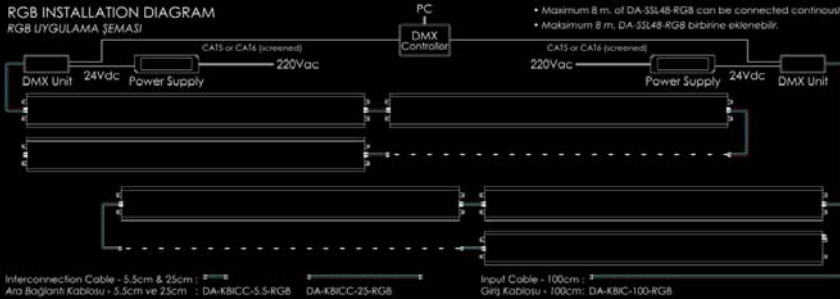 RGB INSTALLATION DIAGRAM
RGB UYGULAMA ŞEMASI
PC
DMX
Controller
• Maximum 8 m. of DA-SSL48-RGB can be connected continous
• Maksimum 8 m. DA-SSL48-RGB birbirine eklenebilir.
CAT5 or CAT6 (screened)
220Vac
24Vdc
DMX Unit
Power Supply
CAT5 or CAT6 (screened)
220Vac
24Vdc
Power Supply
DMX Unit
Interconnection Cable - 5.5cm & 25cm :
Ara Bağlantı Kablosu - 5.5cm ve 25cm : DA-KBICC-5.5-RGB DA-KBICC-25-RGB
Input Cable - 100cm :
Giriş Kablosu - 100cm: DA-KBIC-100-RGB